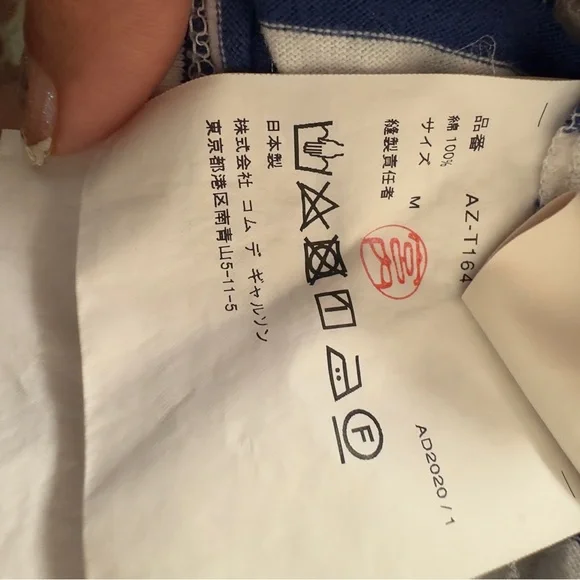 品番 AZ-T164
綿 100%
サイズ M
縫製責任者
AD2020 / 1
F
日本製
株式会社 コム デ ギャルソン
東京都港区南青山5-11-5